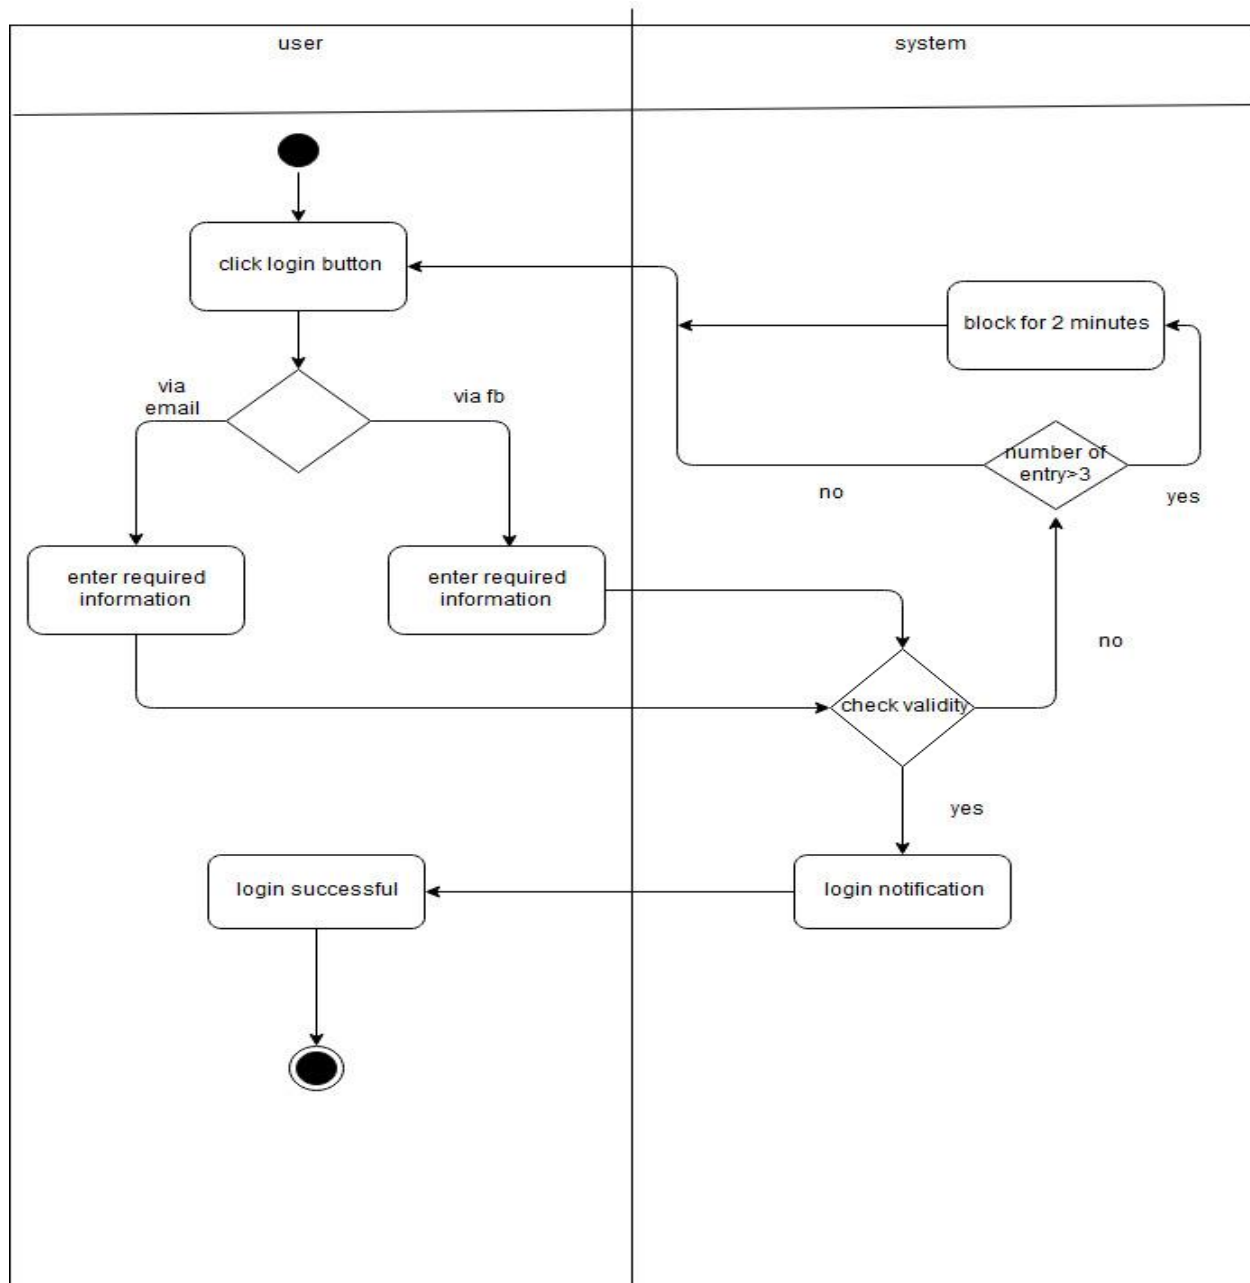 user
system
click login button
block for 2 minutes
via
email
via fb
number of
entry>3
no
yes
enter required
information
enter required
information
no
check validity
yes
login successful
login notification